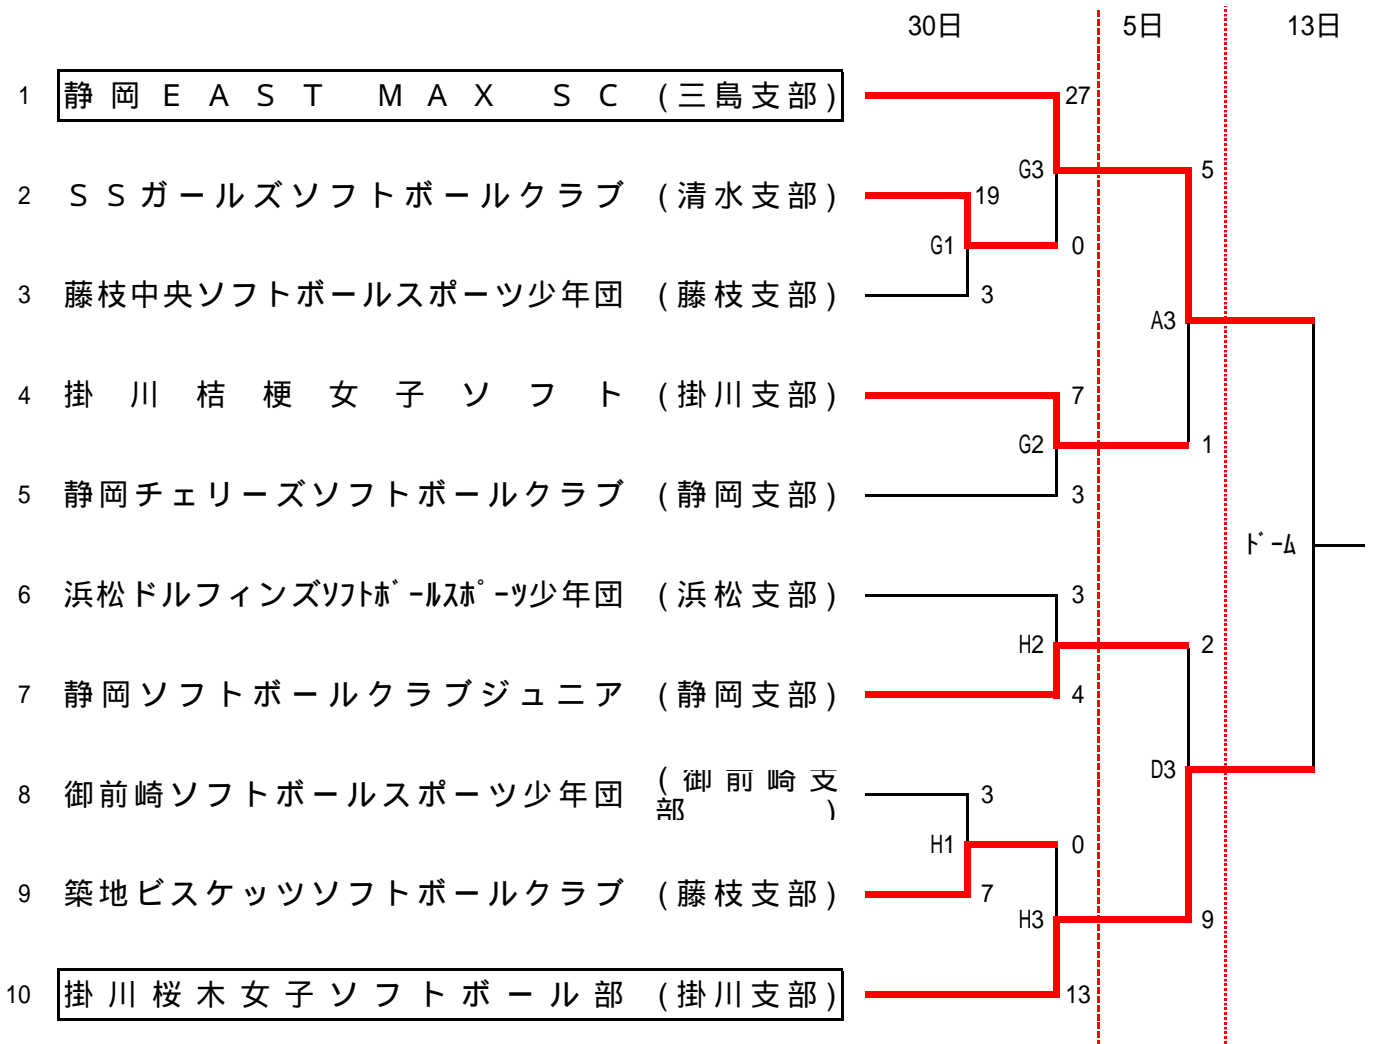 30日 5日 13日
1 静岡EAST MAX SC (三島支部) 27
G3 5
2 SSガールズソフトボールクラブ (清水支部) 19
G1 0
3 藤枝中央ソフトボールスポーツ少年団 (藤枝支部) 3
A3
4 掛川桔梗女子ソフト (掛川支部) 7
G2 1
5 静岡チェリーズソフトボールクラブ (静岡支部) 3
ドーム
6 浜松ドルフィンズソフトボールスポーツ少年団 (浜松支部) 3
H2 2
7 静岡ソフトボールクラブジュニア (静岡支部) 4
D3
8 御前崎ソフトボールスポーツ少年団 (御前崎支部) 3
H1 0
9 築地ビスケッツソフトボールクラブ (藤枝支部) 7
H3 9
10 掛川桜木女子ソフトボール部 (掛川支部) 13